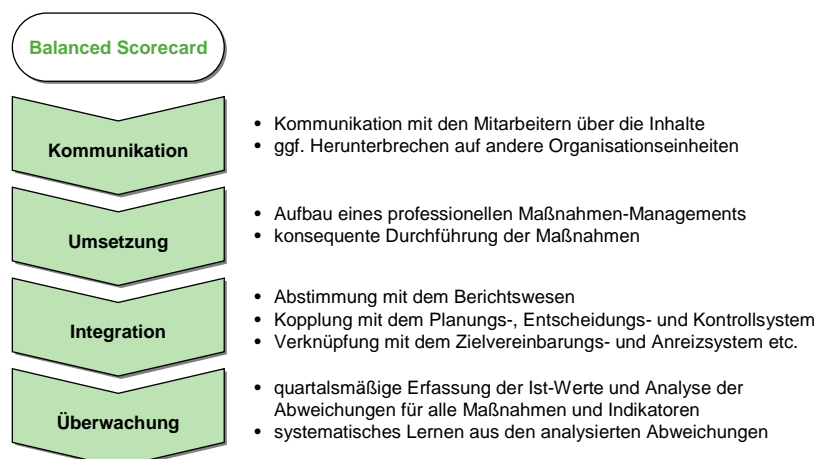 Balanced Scorecard
Kommunikation
• Kommunikation mit den Mitarbeitern über die Inhalte
• ggf. Herunterbrechen auf andere Organisationseinheiten
Umsetzung
• Aufbau eines professionellen Maßnahmen-Managements
• konsequente Durchführung der Maßnahmen
Integration
• Abstimmung mit dem Berichtswesen
• Kopplung mit dem Planungs-, Entscheidungs- und Kontrollsystem
• Verknüpfung mit dem Zielvereinbarungs- und Anreizsystem etc.
Überwachung
• quartalsmäßige Erfassung der Ist-Werte und Analyse der
Abweichungen für alle Maßnahmen und Indikatoren
• systematisches Lernen aus den analysierten Abweichungen